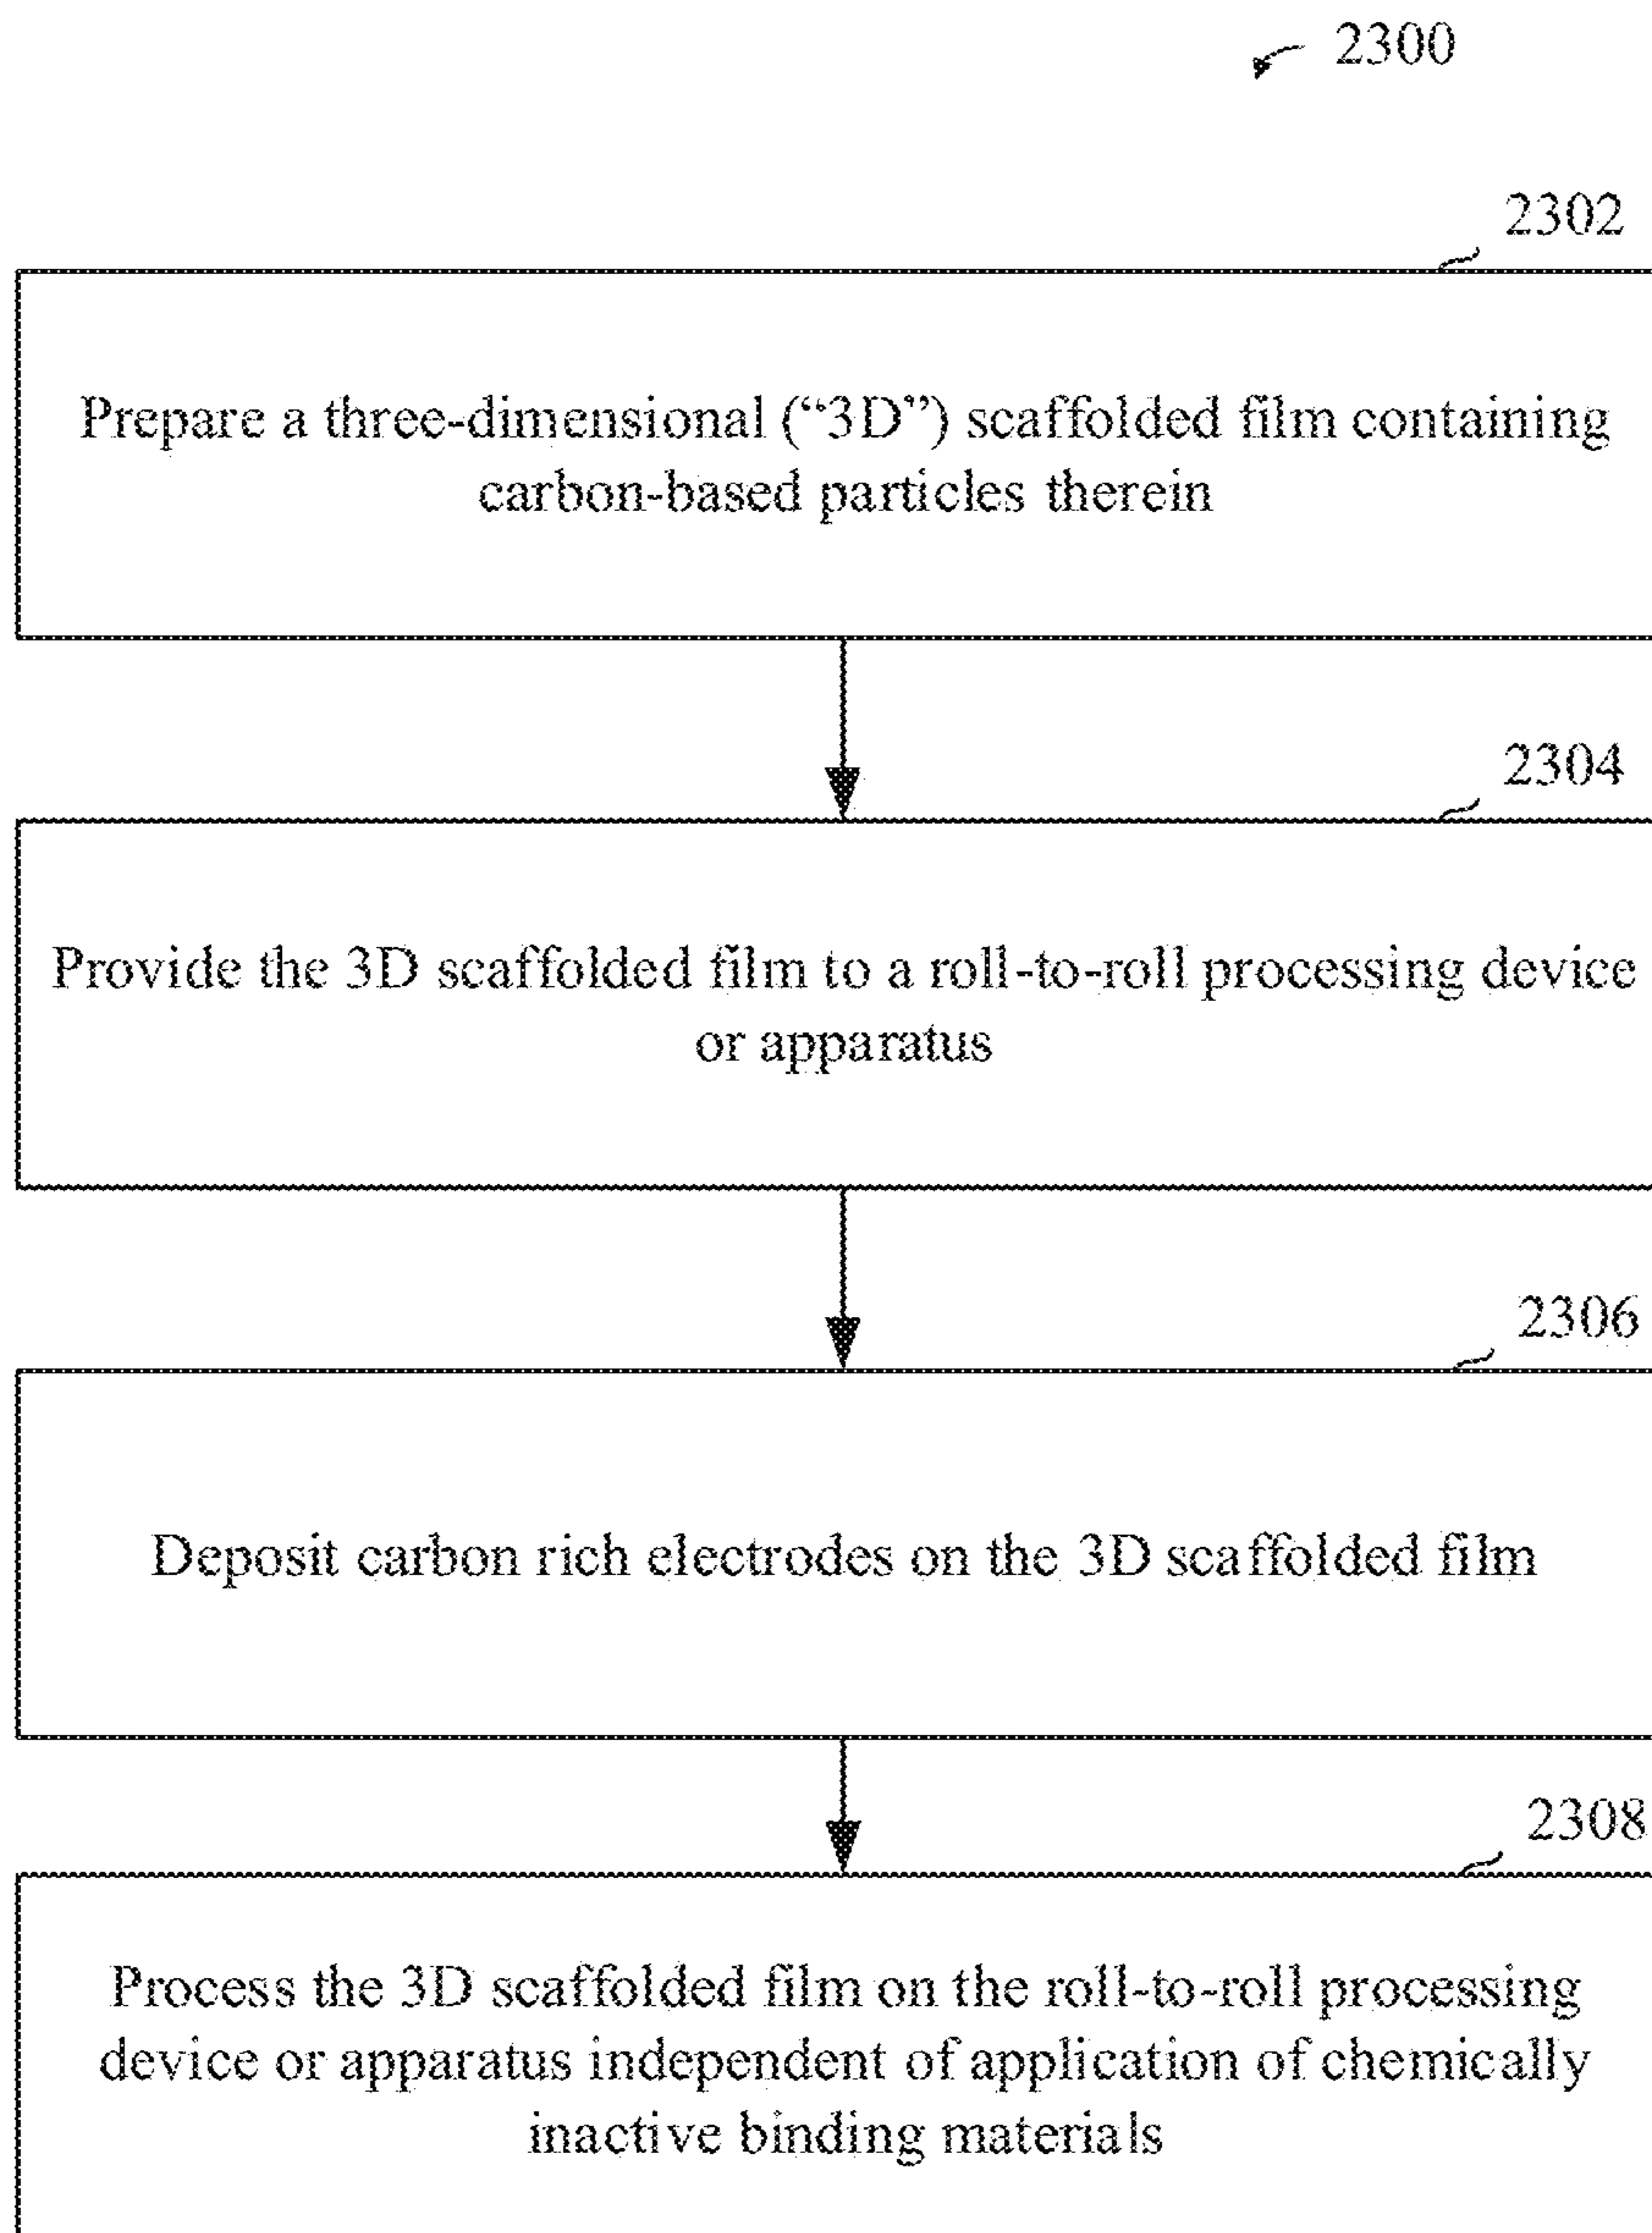 2300
2302
Prepare a three-dimensional (“3D”) scaffolded film containing
carbon-based particles therein
2304
Provide the 3D scaffolded film to a roll-to-roll processing device
or apparatus
2306
Deposit carbon rich electrodes on the 3D scaffolded film
2308
Process the 3D scaffolded film on the roll-to-roll processing
device or apparatus independent of application of chemically
inactive binding materials